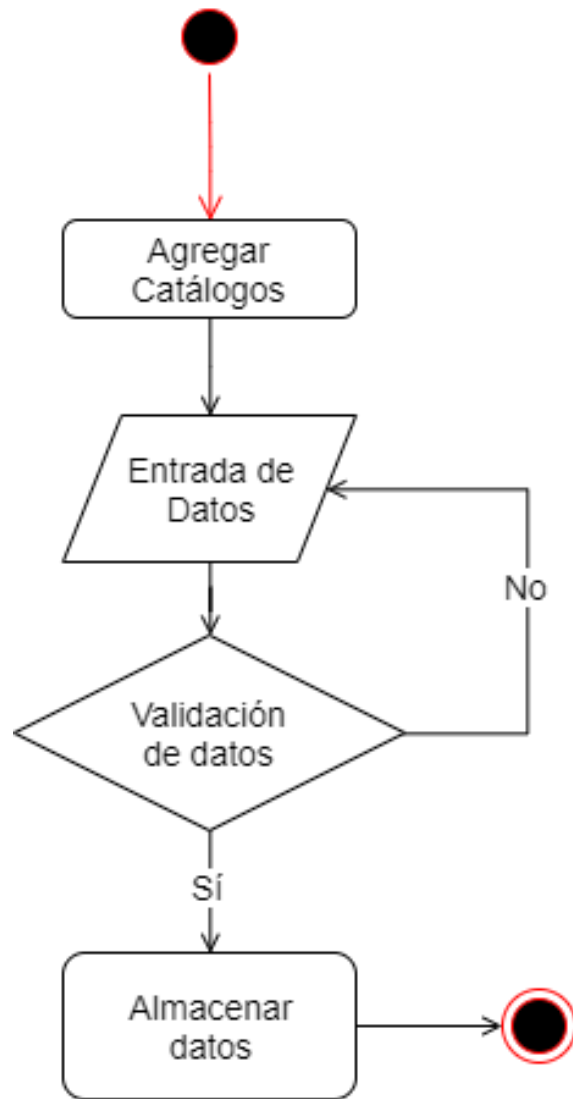 Agregar
Catálogos
Entrada de
Datos
No
Validación
de datos
Sí
Almacenar
datos